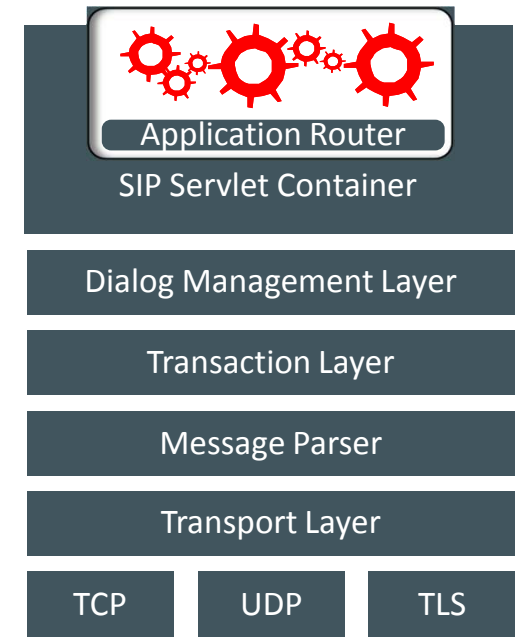 Application Router
SIP Servlet Container
Dialog Management Layer
Transaction Layer
Message Parser
Transport Layer
TCP
UDP
TLS